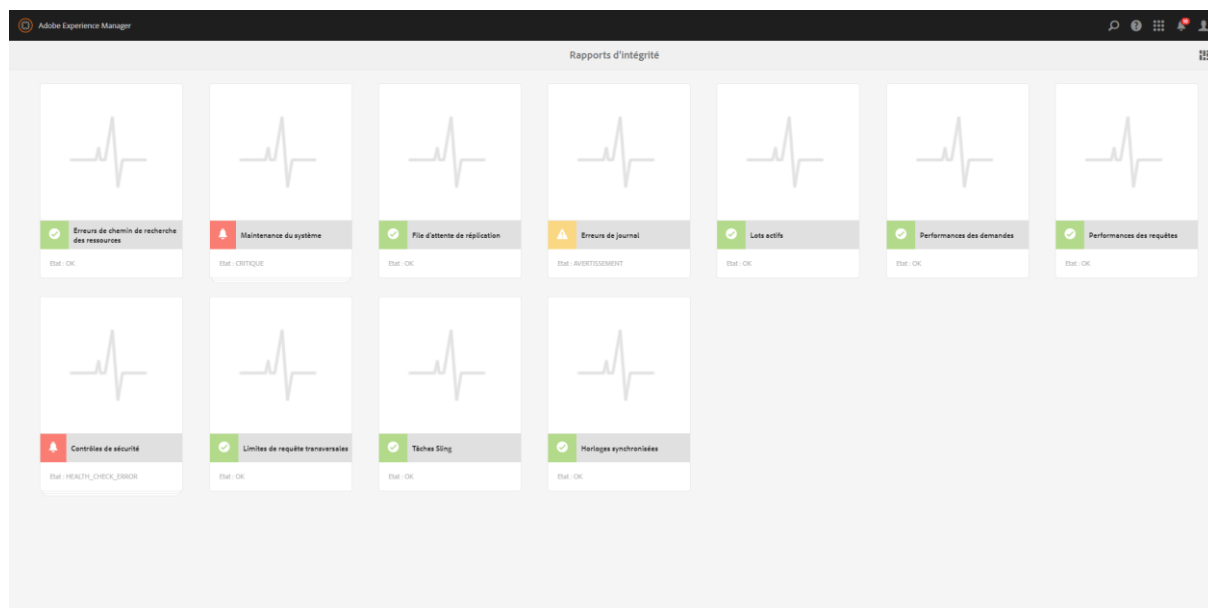 Adobe Experience Manager
Rapports d'intégrité
Erreurs de chemin de recherche
des ressources
Maintenance du système
File d'attente de réplication
Erreurs de journal
Lots actifs
Performances des demandes
Performances des requêtes
Etat : OK
Etat : CRITIQUE
Etat : OK
Etat : AVERTISSEMENT
Etat : OK
Etat : OK
Etat : OK
Contrôles de sécurité
Limites de requête transversales
Tâches Sling
Horloges synchronisées
Etat : HEALTH_CHECK_ERROR
Etat : OK
Etat : OK
Etat : OK